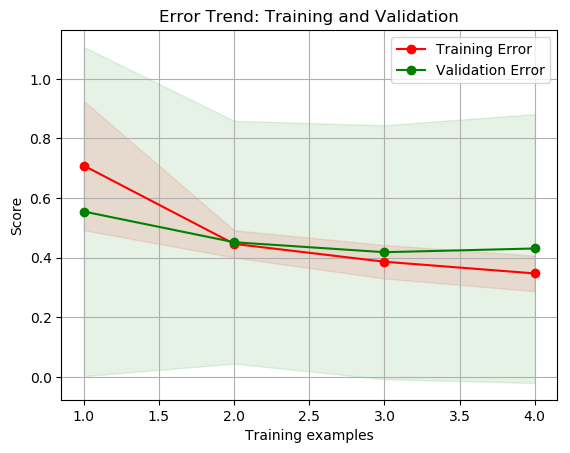 Error Trend: Training and Validation
Training Error
Validation Error
Score
1.0
0.8
0.6
0.4
0.2
0.0
1.0 1.5 2.0 2.5 3.0 3.5 4.0
Training examples